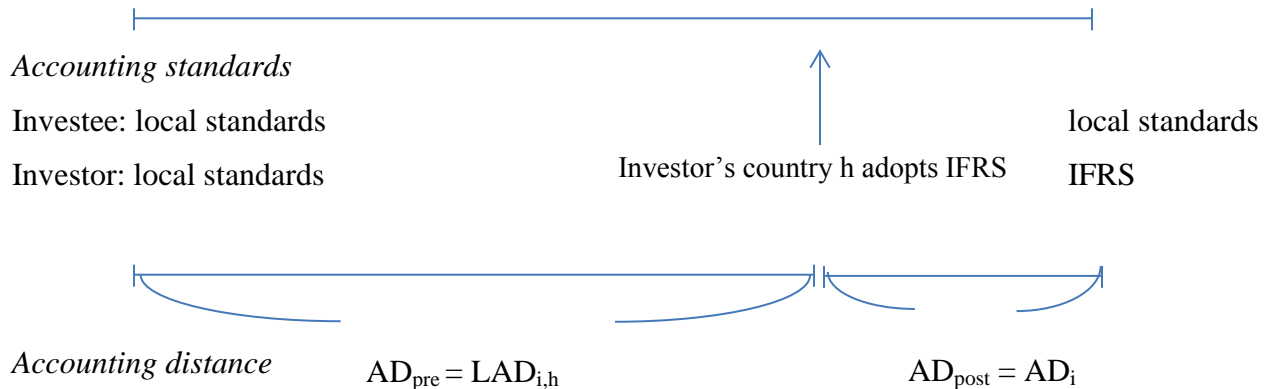 Accounting standards
Investee: local standards local standards
Investor: local standards Investor’s country h adopts IFRS IFRS
Accounting distance AD_pre = LAD_i,h AD_post = AD_i